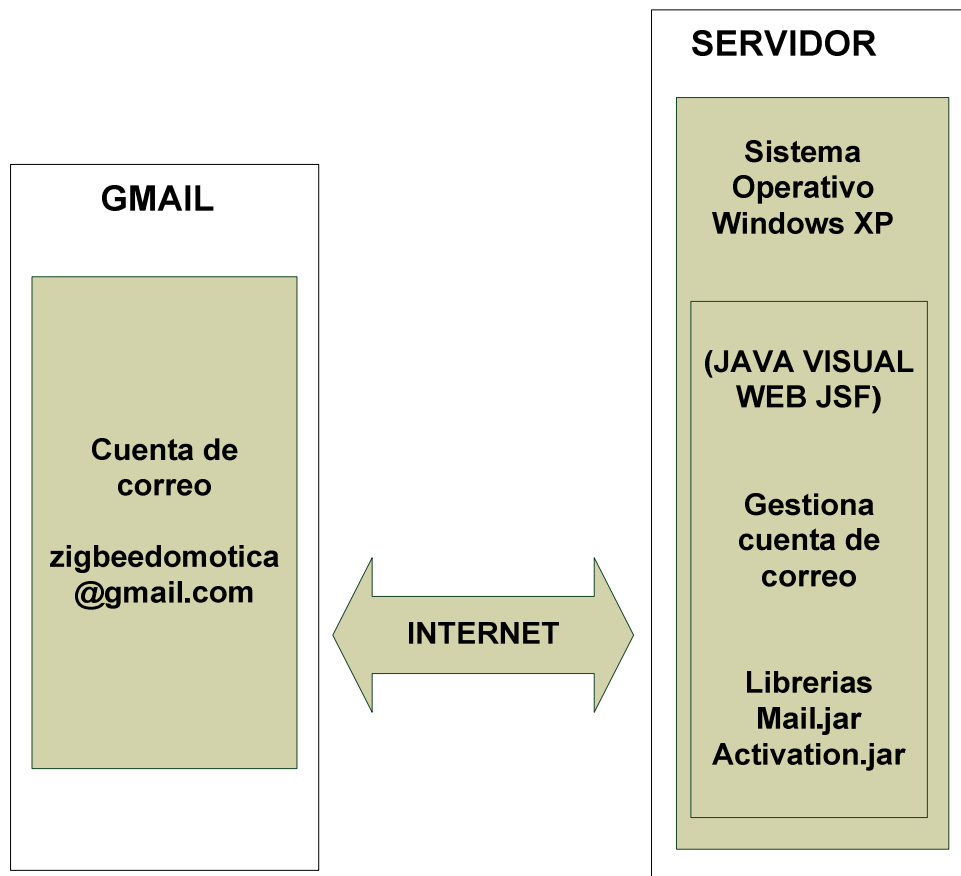 GMAIL
Cuenta de
correo
zigbeedomotica
@gmail.com
INTERNET
SERVIDOR
Sistema
Operativo
Windows XP
(JAVA VISUAL
WEB JSF)
Gestiona
cuenta de
correo
Librerias
Mail.jar
Activation.jar